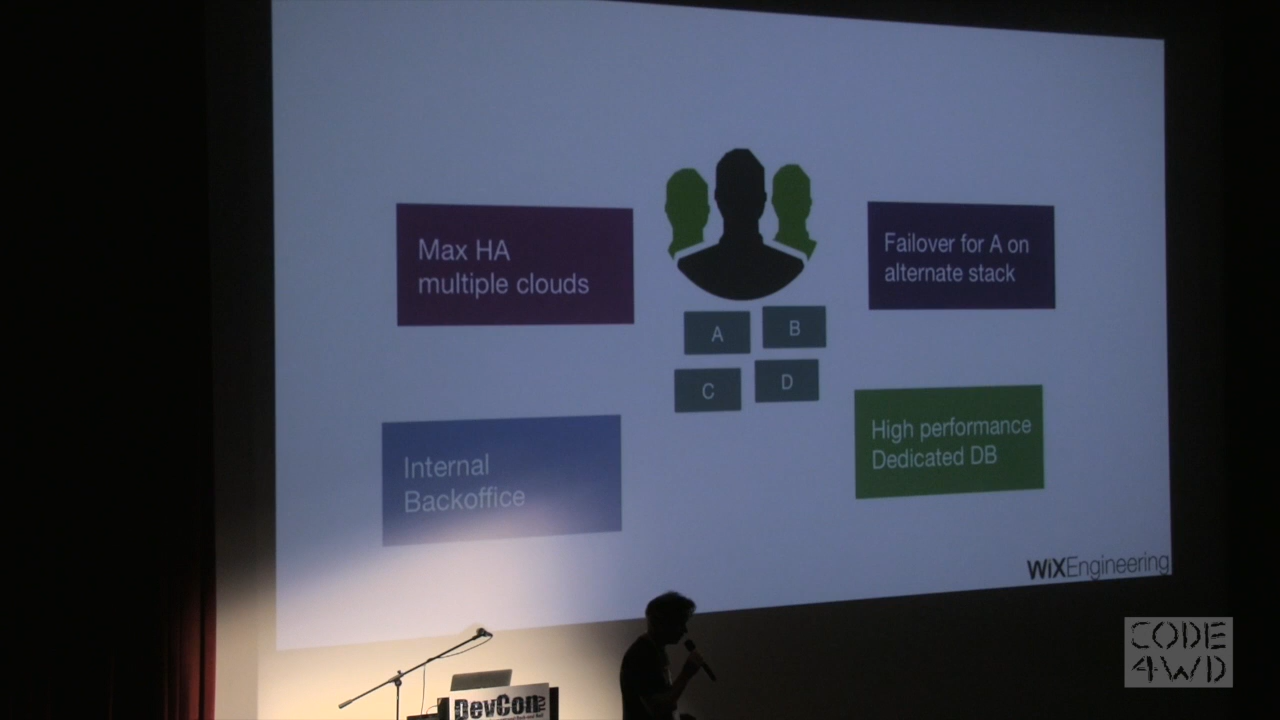 Max HA
multiple clouds
Failover for A on
alternate stack
A
B
C
D
Internal
Backoffice
High performance
Dedicated DB
WiXEngineering
CODE
4WD
DevCon
TLV